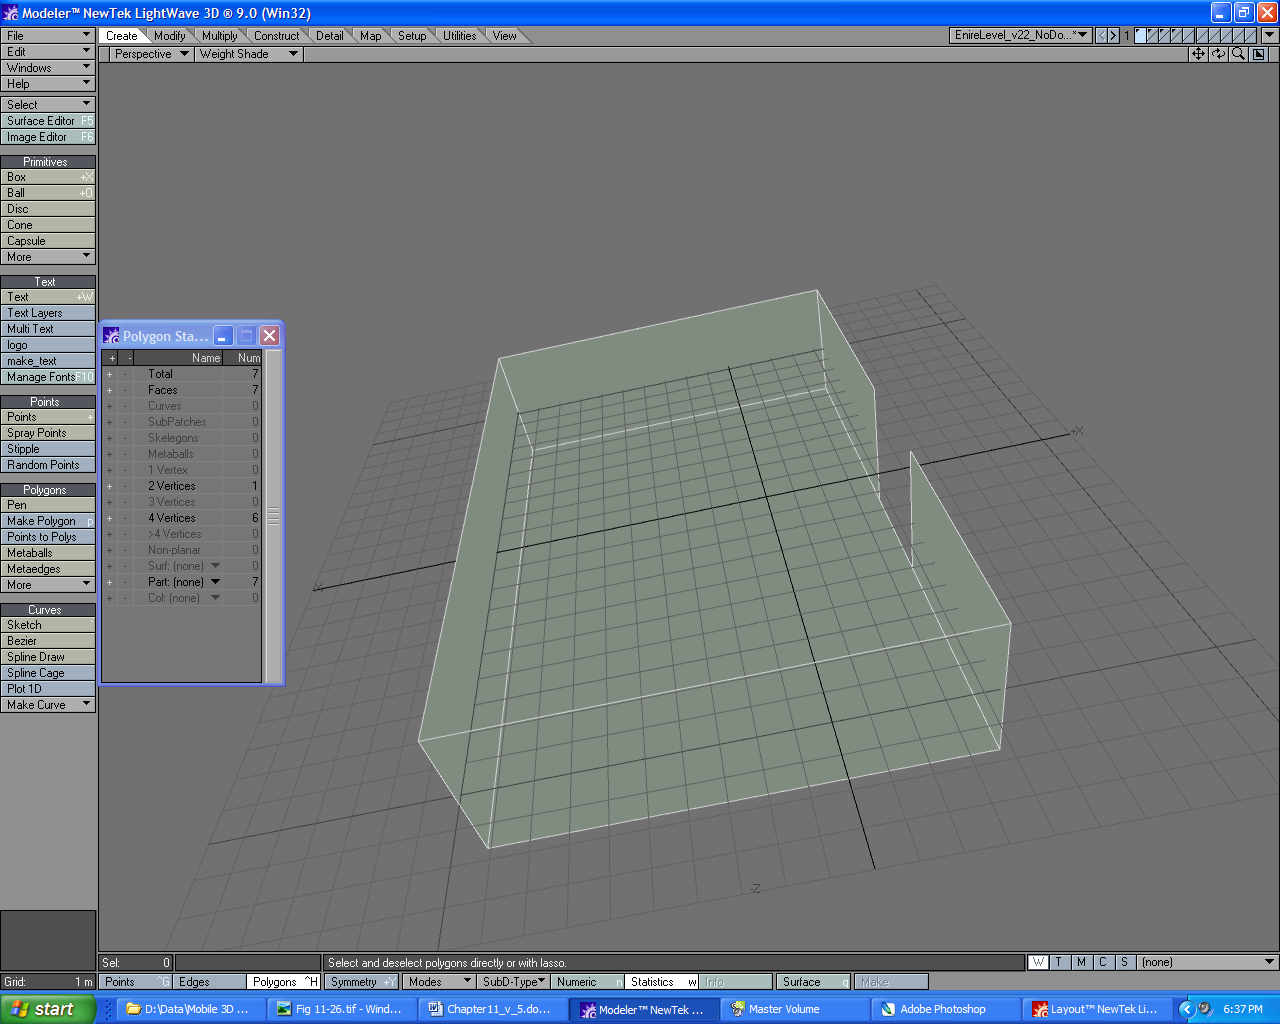 Modeler™ NewTek LightWave 3D ® 9.0 (Win32)
File
Edit
Windows
Help
Select
Surface Editor F5
Image Editor F6
Primitives
Box +X
Ball +O
Disc
Cone
Capsule
More
Text
Text +W
Text Layers
Multi Text
logo
make_text
Manage Fonts F10
Points
Points +
Spray Points
Stipple
Random Points
Polygons
Pen
Make Polygon p
Points to Polys
Metaballs
Metaedges
More
Curves
Sketch
Bezier
Spline Draw
Spline Cage
Plot 1D
Make Curve
Create Modify Multiply Construct Detail Map Setup Utilities View
EnireLevel_v22_NoDo...* 1
Perspective Weight Shade
Polygon Sta...
+ - Name Num
+ - Total 7
+ - Faces 7
+ - Curves 0
+ - SubPatches 0
+ - Skelegons 0
+ - Metaballs 0
+ - 1 Vertex 0
+ - 2 Vertices 1
+ - 3 Vertices 0
+ - 4 Vertices 6
+ - >4 Vertices 0
+ - Non-planar 0
+ - Surf: (none) 0
+ - Part: (none) 7
+ - Col: (none) 0
+X
-X
-Z
Sel: 0
Select and deselect polygons directly or with lasso.
W T M C S (none)
Grid: 1 m
Points ^G Edges Polygons ^H Symmetry +Y Modes SubD-Type Numeric n Statistics w Info Surface q Make
start
D:\Data\Mobile 3D ...
Fig 11-26.tif - Wind...
Chapter11_v_5.do...
Modeler™ NewTek ...
Master Volume
Adobe Photoshop
Layout™ NewTek Li...
6:37 PM